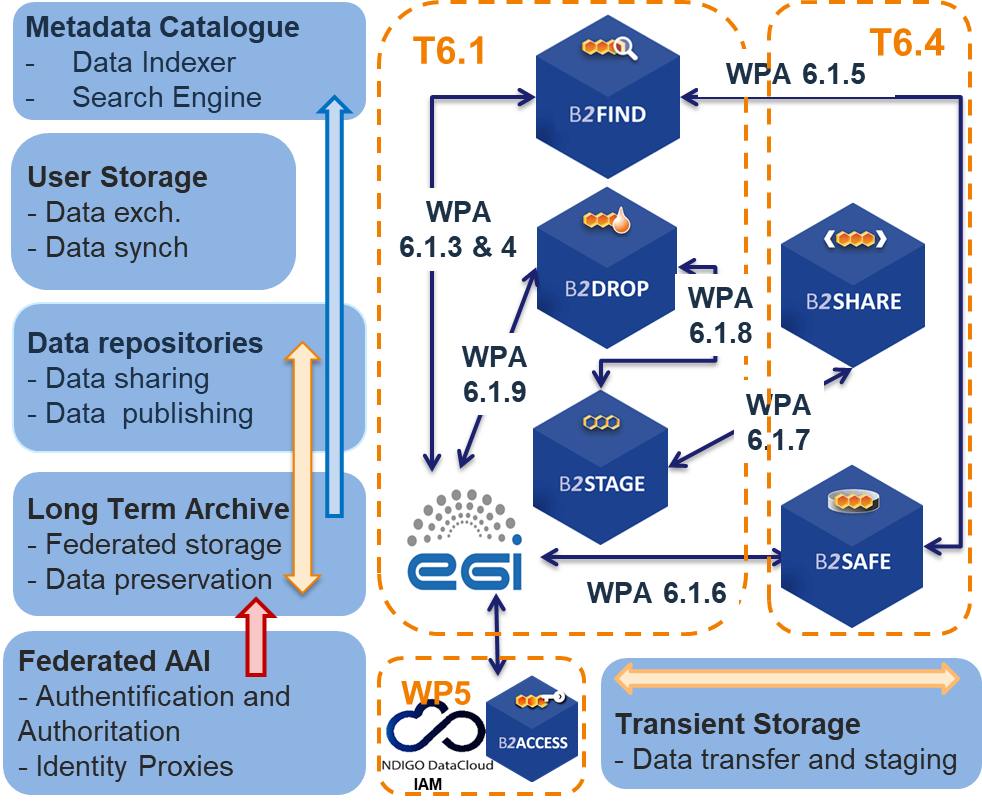 Metadata Catalogue
- Data Indexer
- Search Engine
User Storage
- Data exch.
- Data synch
Data repositories
- Data sharing
- Data publishing
Long Term Archive
- Federated storage
- Data preservation
Federated AAI
- Authentification and
Authoritation
- Identity Proxies
T6.1
T6.4
B2FIND
WPA 6.1.5
WPA
6.1.3 & 4
B2DROP
WPA
6.1.8
B2SHARE
WPA
6.1.9
WPA
6.1.7
B2STAGE
egi
B2SAFE
WPA 6.1.6
WP5
NDIGO DataCloud
IAM
B2ACCESS
Transient Storage
- Data transfer and staging